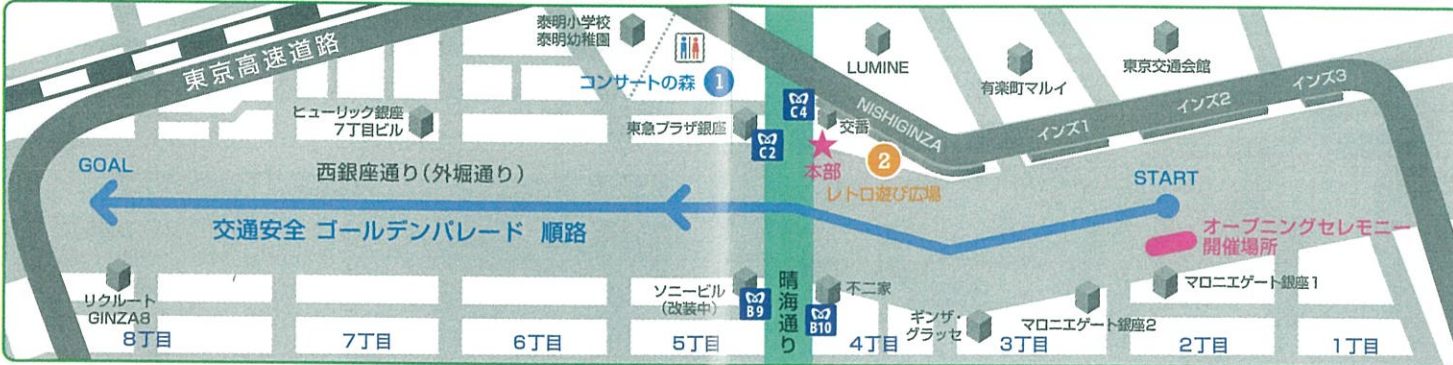 泰明小学校
泰明幼稚園
東京高速道路
コンサートの森 1
LUMINE
有楽町マルイ
東京交通会館
ヒューリック銀座
7丁目ビル
東急プラザ銀座
C4
交番
NISHIGINZA
インズ1
インズ2
インズ3
C2
本部
2
レトロ遊び広場
GOAL
西銀座通り(外堀通り)
START
交通安全 ゴールデンパレード 順路
オープニングセレモニー
開催場所
リクルート
GINZA8
ソニービル
(改装中)
B9
晴海通り
不二家
B10
ギンザ・
グラッセ
マロニエゲート銀座2
マロニエゲート銀座1
8丁目
7丁目
6丁目
5丁目
4丁目
3丁目
2丁目
1丁目